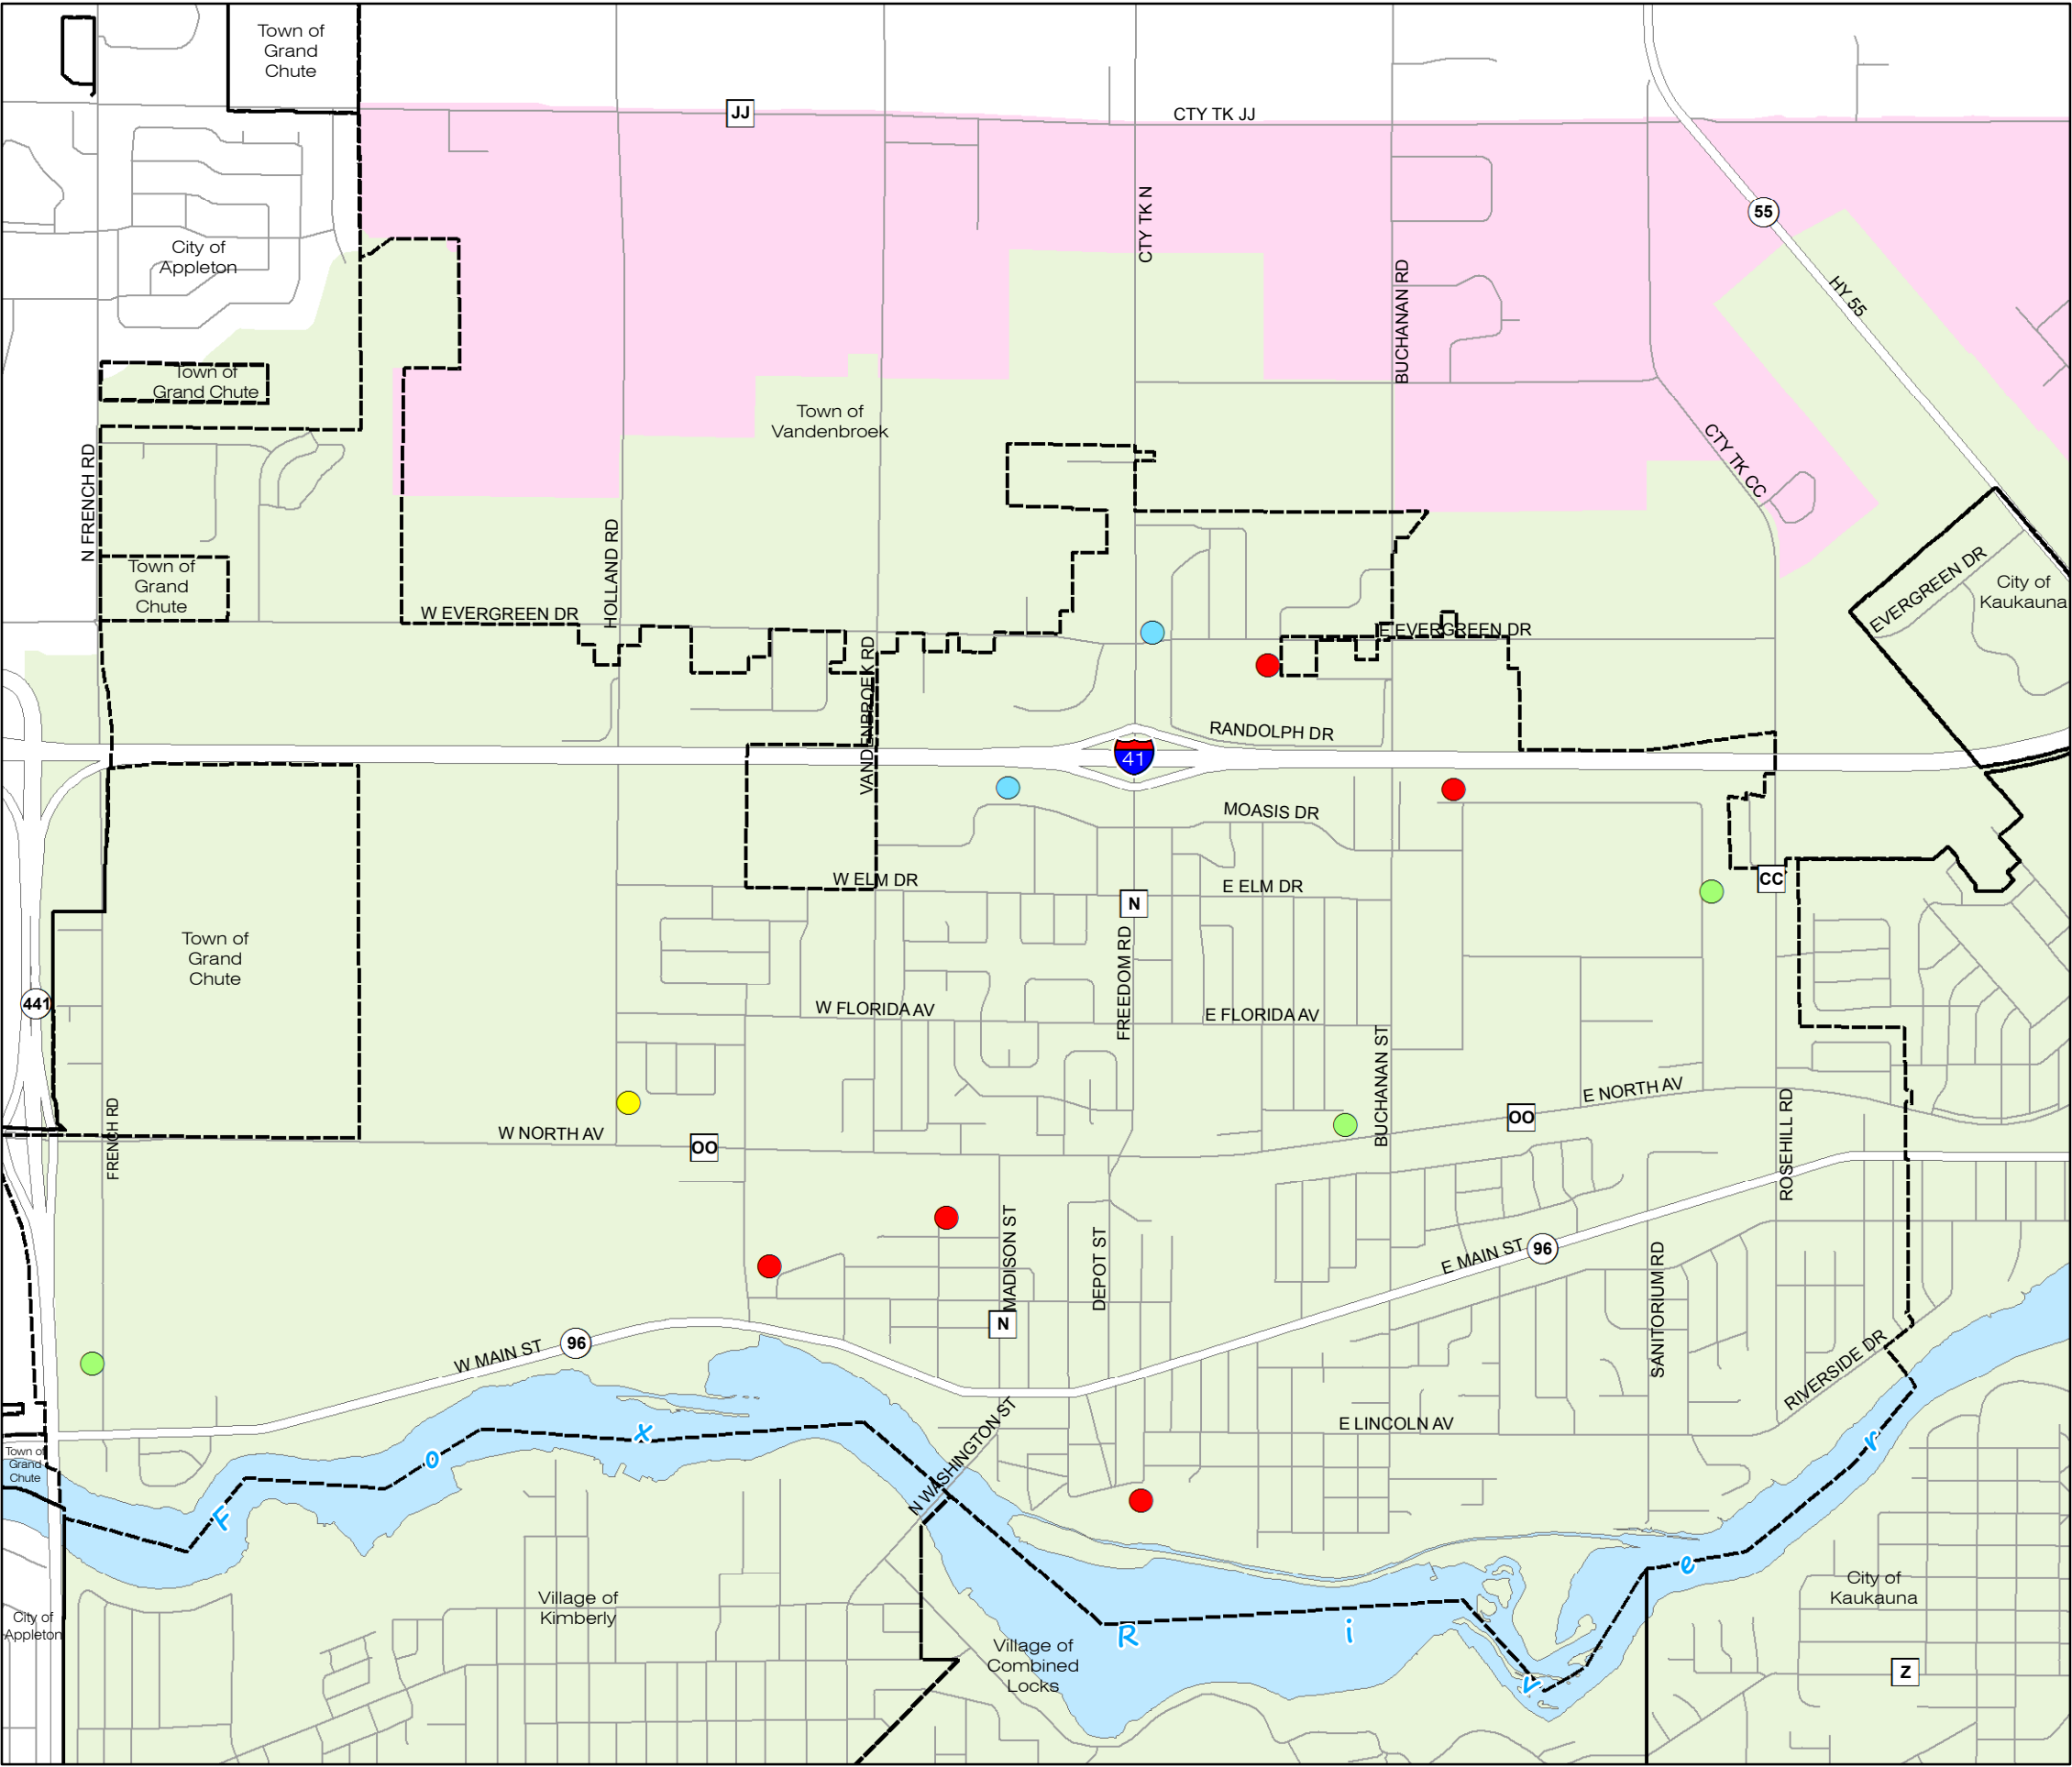 Town of
Grand
Chute
JJ
CTY TK JJ
CTY TK N
55
City of
Appleton
HY 55
BUCHANAN RD
Town of
Grand Chute
Town of
Vandenbroek
N FRENCH RD
CTY TK CC
HOLLAND RD
Town of
Grand
Chute
W EVERGREEN DR
E EVERGREEN DR
EVERGREEN DR
City of
Kaukauna
VANDENBROEK RD
RANDOLPH DR
41
MOASIS DR
W ELM DR
E ELM DR
CC
N
FREEDOM RD
Town of
Grand
Chute
441
W FLORIDA AV
E FLORIDA AV
BUCHANAN ST
FRENCH RD
W NORTH AV
OO
OO
E NORTH AV
ROSEHILL RD
MADISON ST
DEPOT ST
N
E MAIN ST
96
SANITORIUM RD
W MAIN ST
96
RIVERSIDE DR
N WASHINGTON ST
E LINCOLN AV
Town of
Grand
Chute
Fox River
City of
Appleton
Village of
Kimberly
Village of
Combined
Locks
City of
Kaukauna
Z